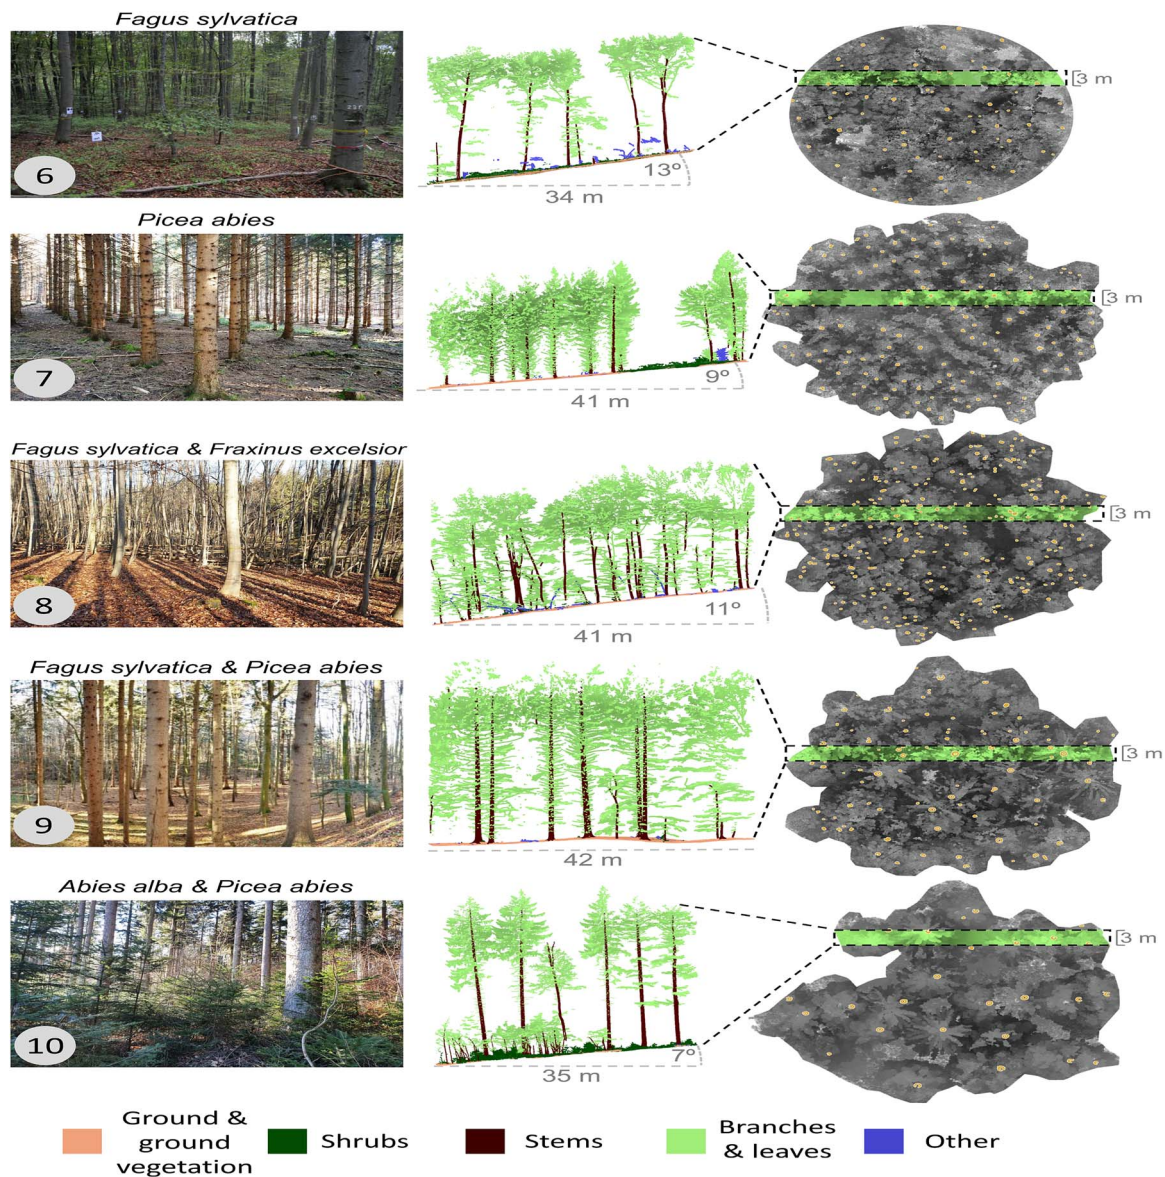 Fagus sylvatica
6
13°
34 m
3 m
Picea abies
7
9°
41 m
3 m
Fagus sylvatica & Fraxinus excelsior
8
11°
41 m
3 m
Fagus sylvatica & Picea abies
9
42 m
3 m
Abies alba & Picea abies
10
7°
35 m
3 m
Ground &
ground
vegetation
Shrubs
Stems
Branches
& leaves
Other